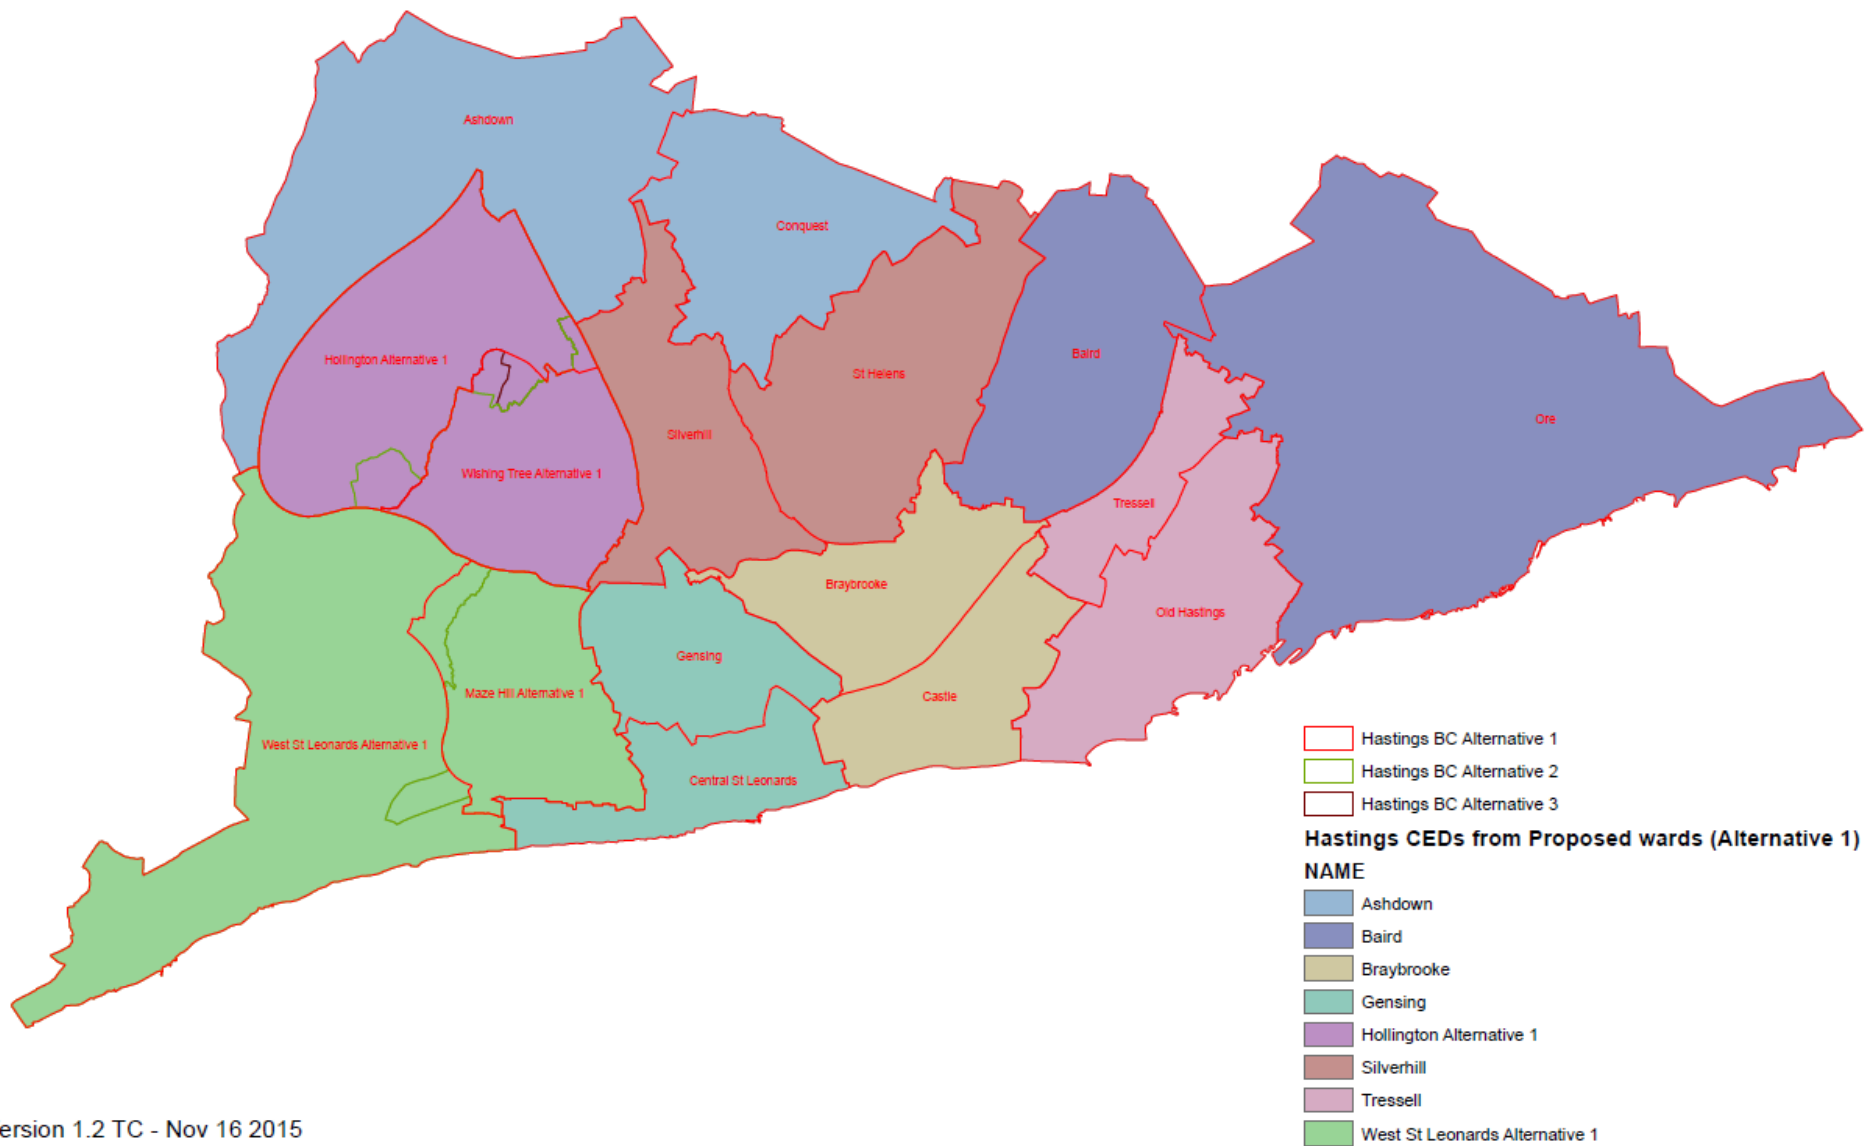 Ashdown
Conquest
Hollington Alternative 1
Baird
St Helens
Ore
Silverhill
Wishing Tree Alternative 1
Tressell
Braybrooke
Old Hastings
Gensing
Maze Hill Alternative 1
Castle
West St Leonards Alternative 1
Central St Leonards
Hastings BC Alternative 1
Hastings BC Alternative 2
Hastings BC Alternative 3
Hastings CEDs from Proposed wards (Alternative 1)
NAME
Ashdown
Baird
Braybrooke
Gensing
Hollington Alternative 1
Silverhill
Tressell
West St Leonards Alternative 1
ersion 1.2 TC - Nov 16 2015